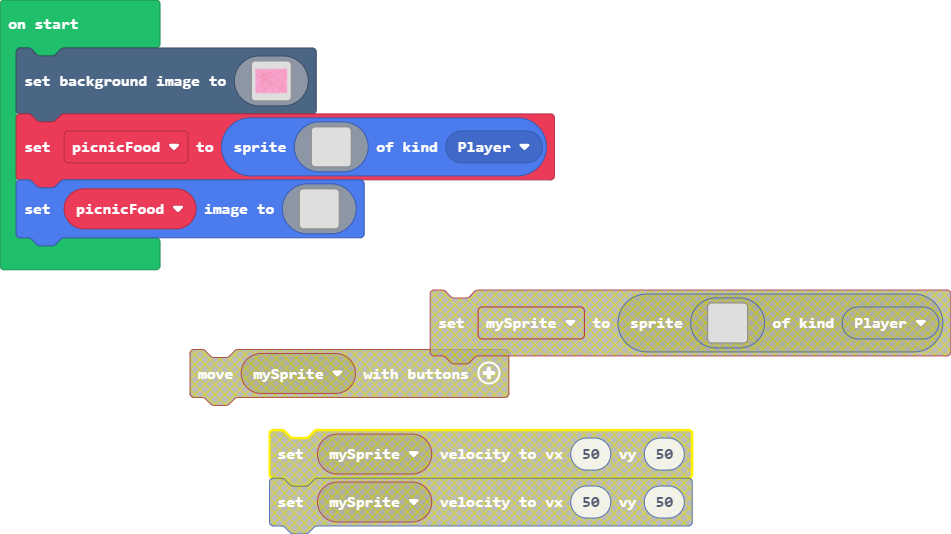 on start
set background image to
set picnicFood to sprite of kind Player
set picnicFood image to
set mySprite to sprite of kind Player
move mySprite with buttons
set mySprite velocity to vx 50 vy 50
set mySprite velocity to vx 50 vy 50